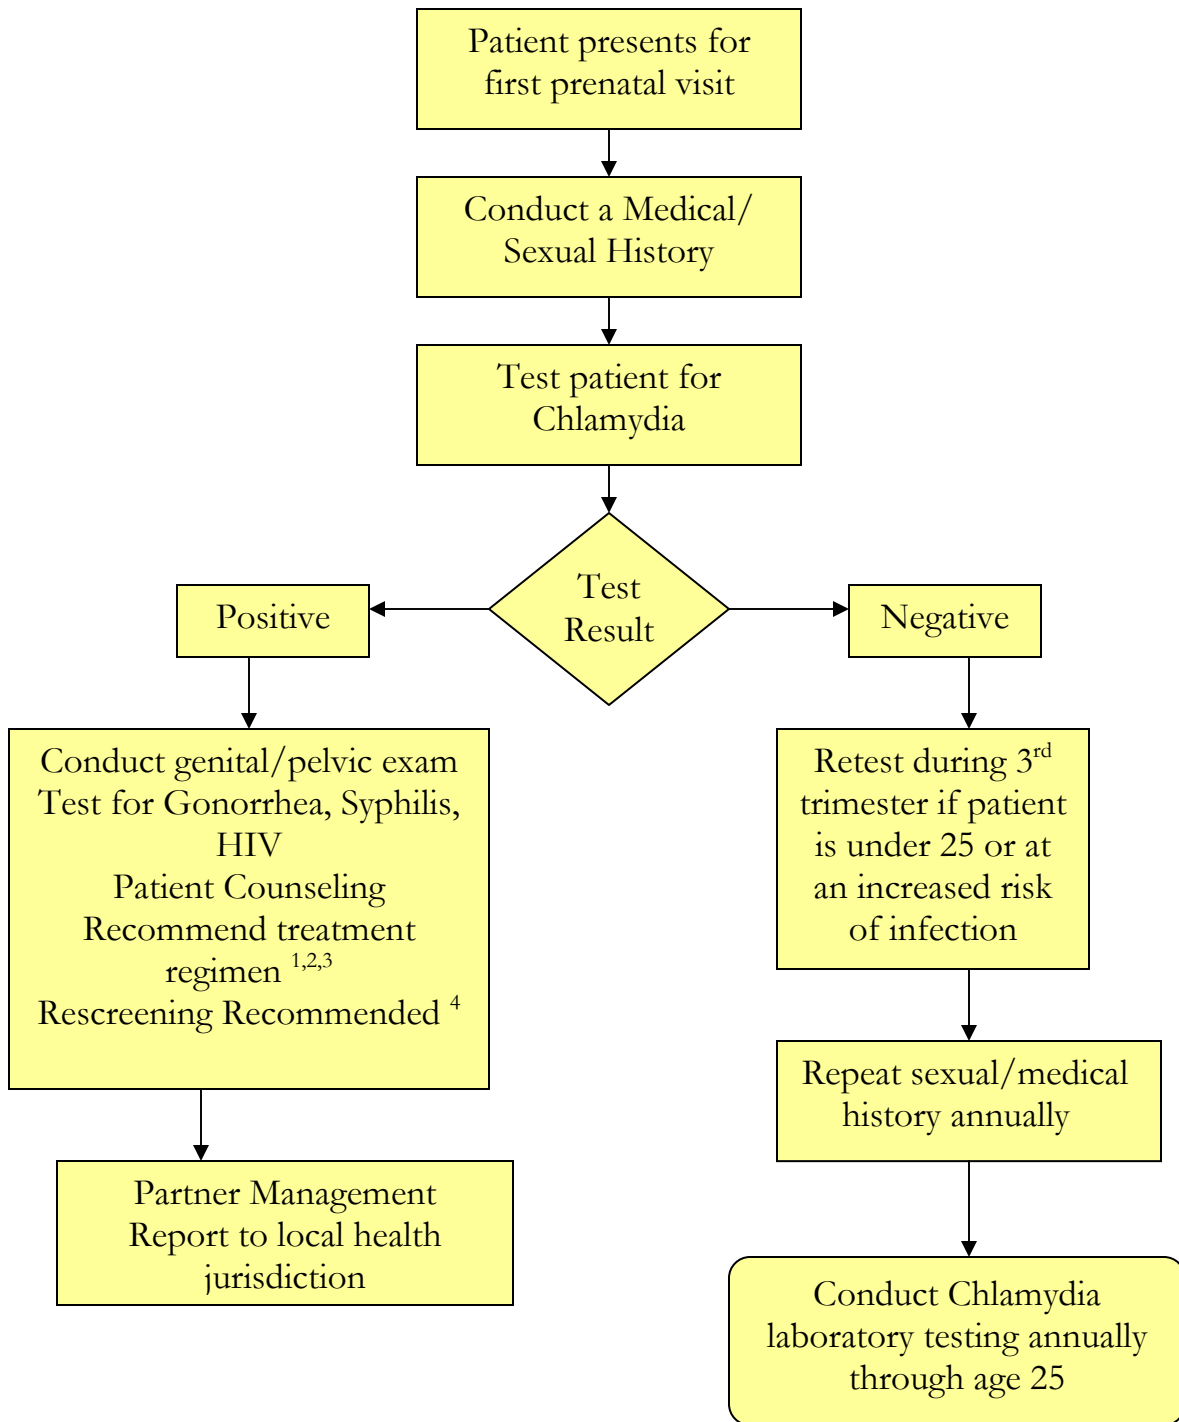 Patient presents for
first prenatal visit
Conduct a Medical/
Sexual History
Test patient for
Chlamydia
Test
Result
Positive
Negative
Conduct genital/pelvic exam
Test for Gonorrhea, Syphilis,
HIV
Patient Counseling
Recommend treatment
regimen 1,2,3
Rescreening Recommended 4
Retest during 3rd
trimester if patient
is under 25 or at
an increased risk
of infection
Partner Management
Report to local health
jurisdiction
Repeat sexual/medical
history annually
Conduct Chlamydia
laboratory testing annually
through age 25